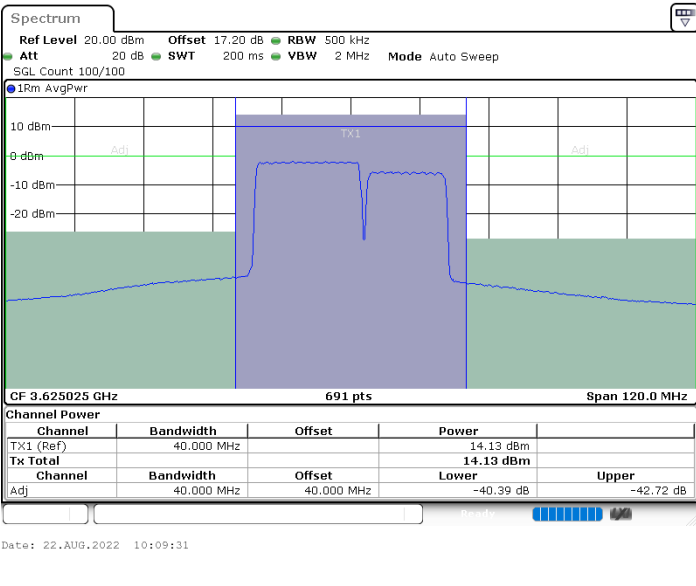 Spectrum
Ref Level 20.00 dBm Offset 17.20 dB RBW 500 kHz
Att 20 dB SWT 200 ms VBW 2 MHz Mode Auto Sweep
SGL Count 100/100
1Rm AvgPwr
10 dBm
TX1
Adj
Adj
0 dBm
-10 dBm
-20 dBm
CF 3.625025 GHz 691 pts Span 120.0 MHz
Channel Power
Channel Bandwidth Offset Power
TX1 (Ref) 40.000 MHz 14.13 dBm
Tx Total 14.13 dBm
Channel Bandwidth Offset Lower Upper
Adj 40.000 MHz 40.000 MHz -40.39 dB -42.72 dB
Ready
Date: 22.AUG.2022 10:09:31